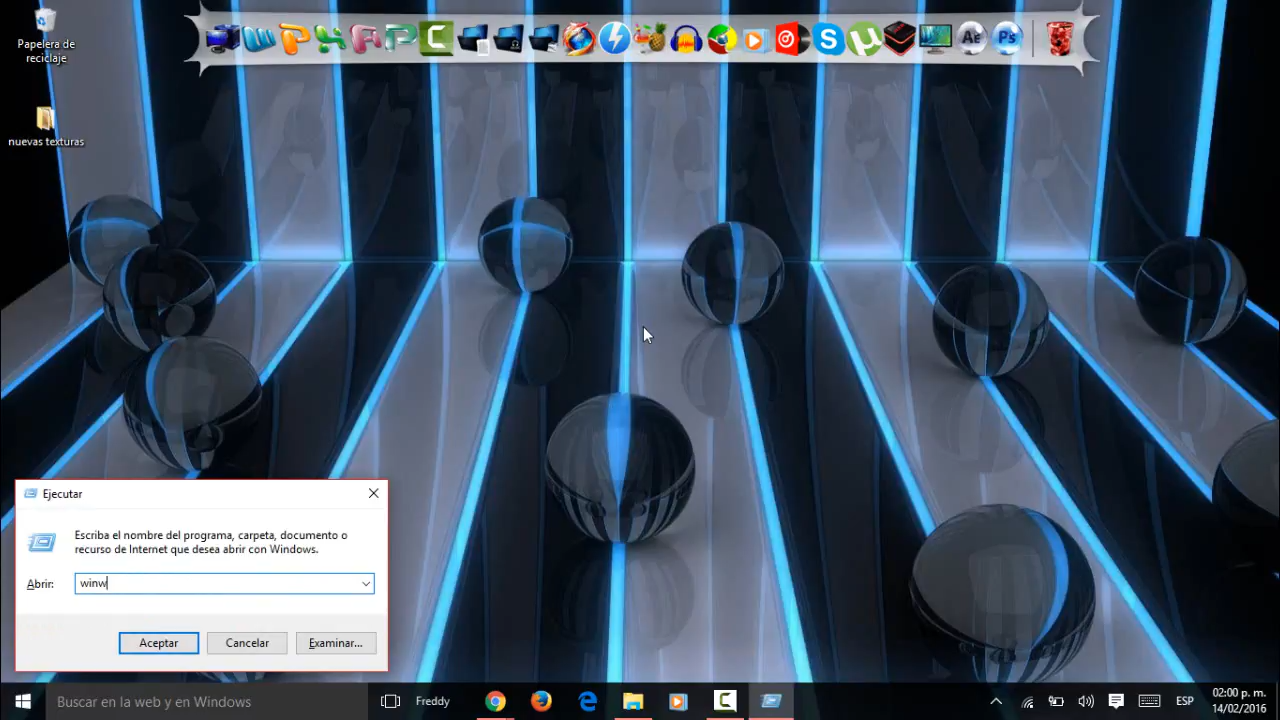 Papelera de
reciclaje
nuevas texturas
Ae
Ps
Ejecutar
Escriba el nombre del programa, carpeta, documento o
recurso de Internet que desea abrir con Windows.
Abrir:
winw
Aceptar
Cancelar
Examinar...
Buscar en la web y en Windows
Freddy
ESP
02:00 p. m.
14/02/2016